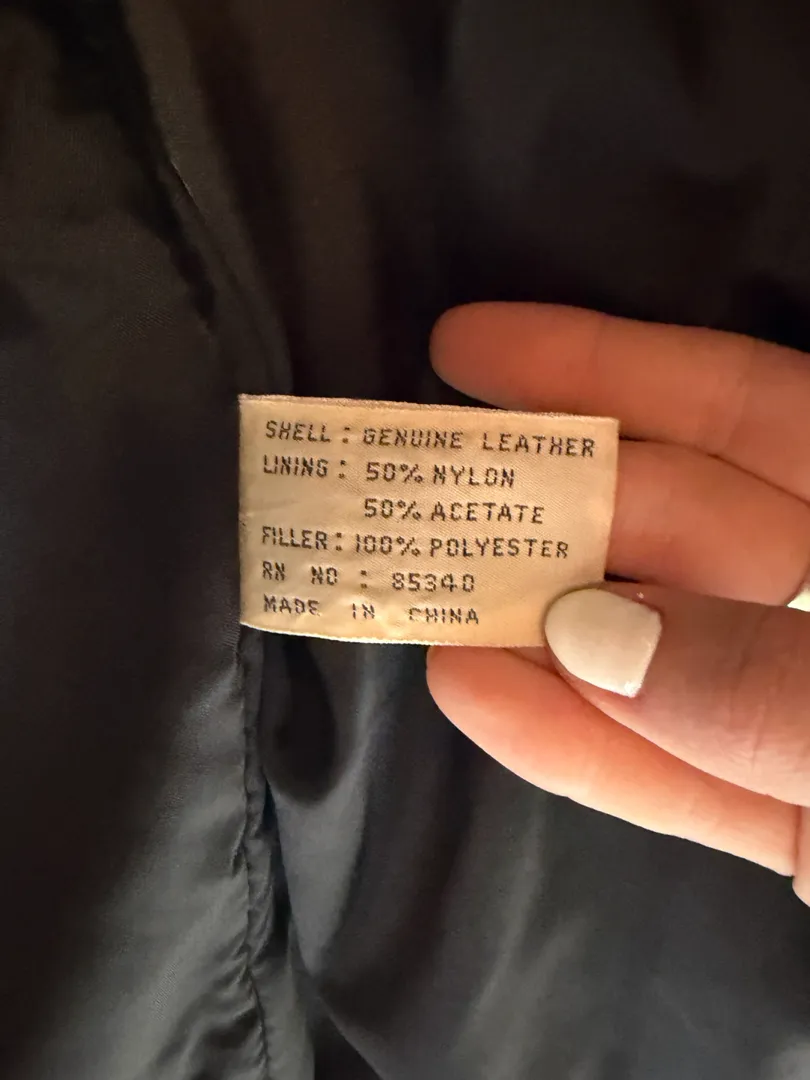 SHELL : GENUINE LEATHER
LINING : 50% NYLON
50% ACETATE
FILLER : 100% POLYESTER
RN NO : 85340
MADE IN CHINA